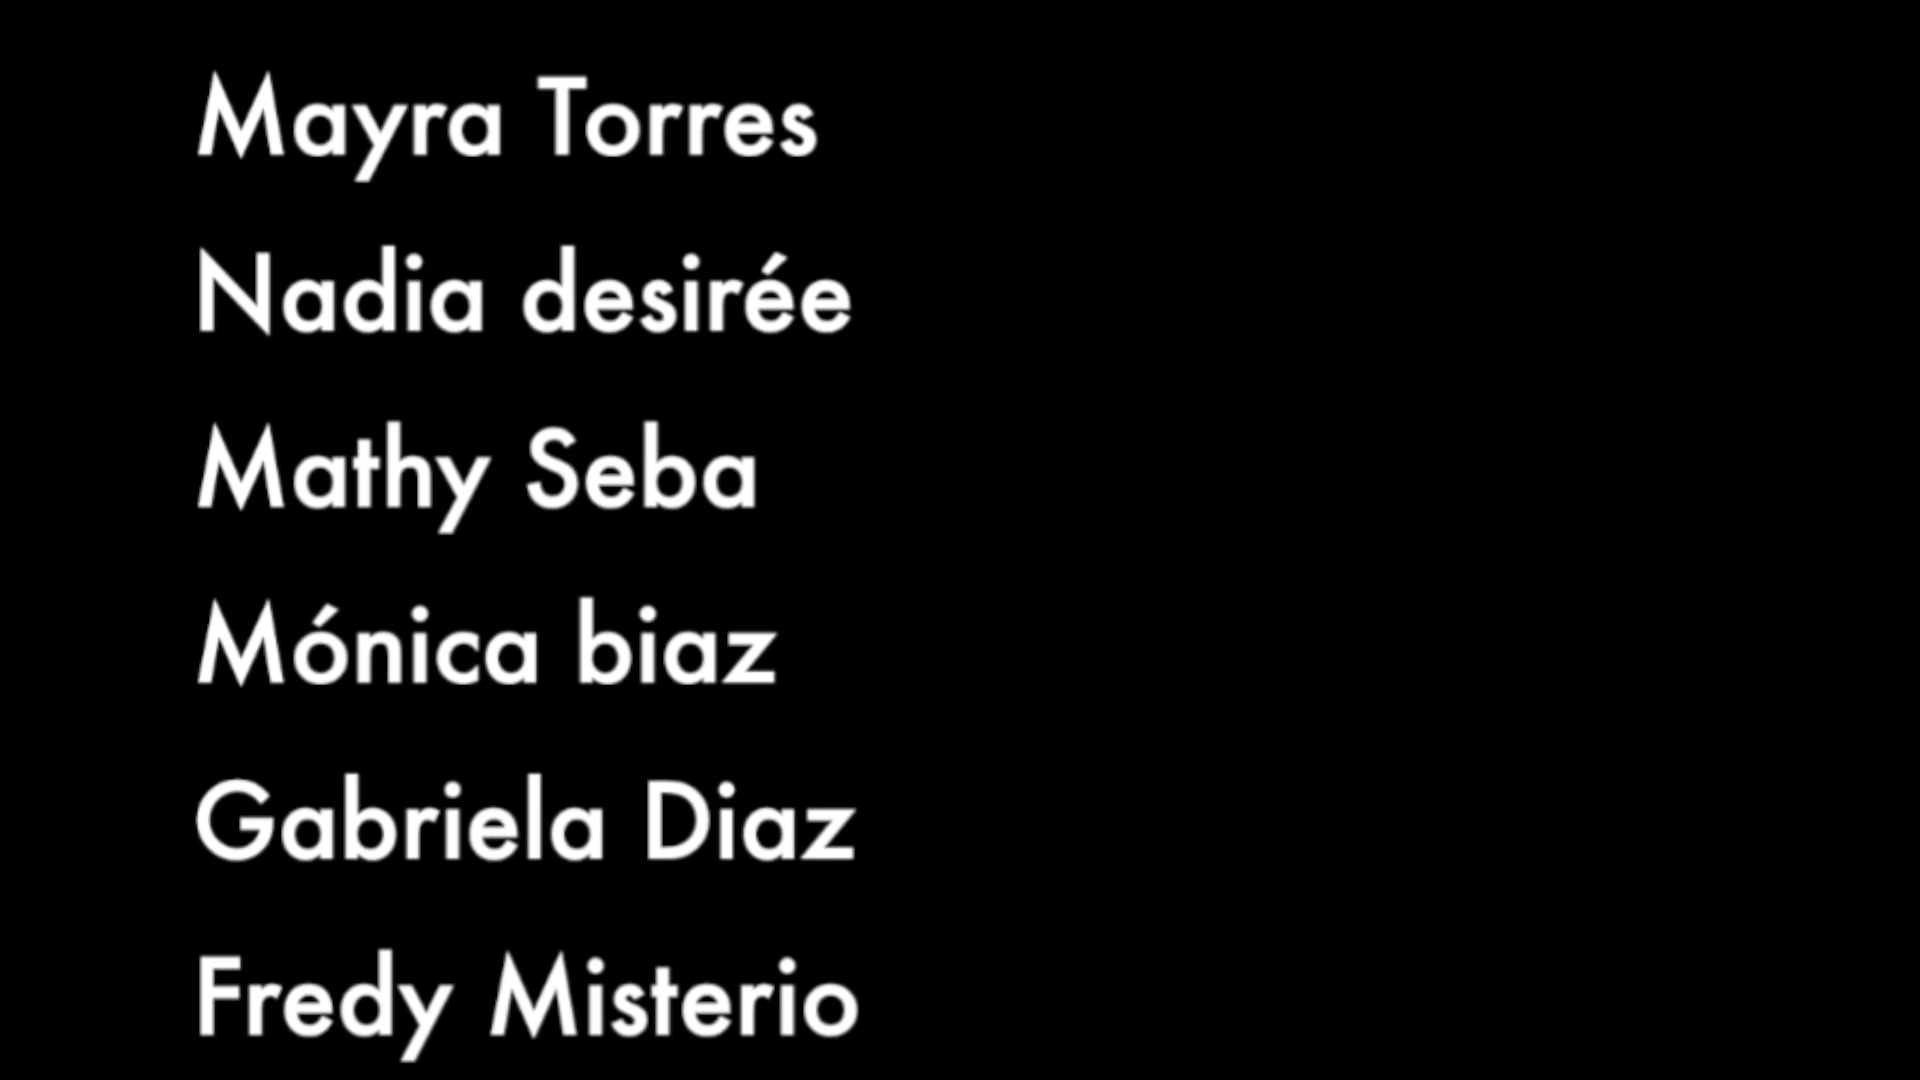 Mayra Torres
Nadia desirée
Mathy Seba
Mónica biaz
Gabriela Diaz
Fredy Misterio